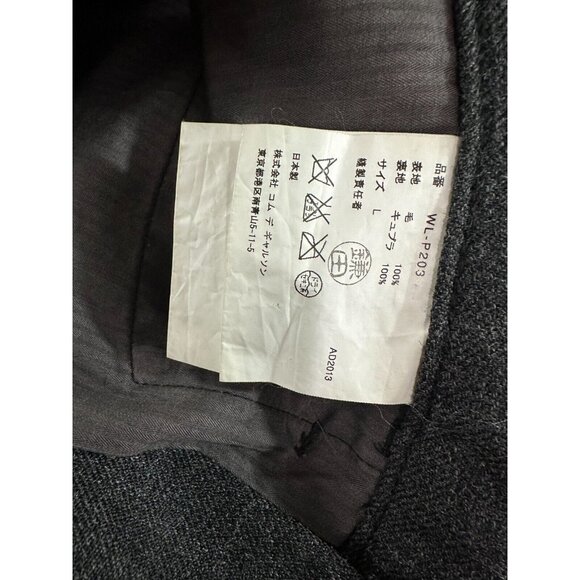 品番 WL-P203
表地 毛 100%
裏地 キュプラ 100%
サイズ L
縫製責任者
鎌田
日本製
株式会社 コム デ ギャルソン
東京都港区南青山5-11-5
AD2013